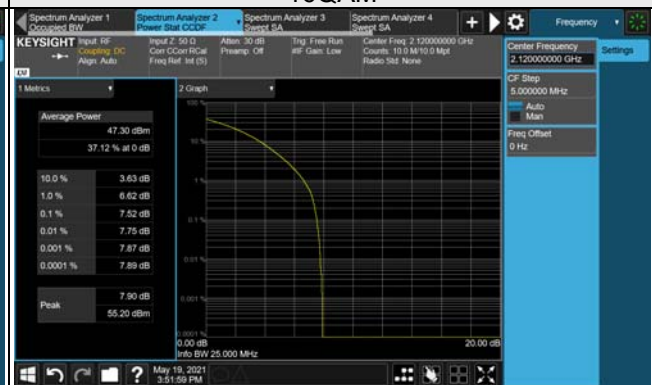 16QAM
Spectrum Analyzer 1
Occupied BW
Spectrum Analyzer 2
Power Stat CCDF
Spectrum Analyzer 3
Swept SA
Spectrum Analyzer 4
Swept SA
Frequency
KEYSIGHT
Input: RF
Coupling: DC
Align: Auto
Input Z: 50 Ω
Corr CCorr RCal
Freq Ref: Int (S)
Atten: 30 dB
Preamp: Off
Trig: Free Run
#IF Gain: Low
Center Freq: 2.120000000 GHz
Counts: 10.0 M/10.0 Mpt
Radio Std: None
Center Frequency
2.120000000 GHz
Settings
CF Step
5.000000 MHz
Auto
Man
Freq Offset
0 Hz
1 Metrics
2 Graph
Average Power
47.30 dBm
37.12 % at 0 dB
10.0 % 3.63 dB
1.0 % 6.62 dB
0.1 % 7.52 dB
0.01 % 7.75 dB
0.001 % 7.87 dB
0.0001 % 7.89 dB
Peak
7.90 dB
55.20 dBm
100 %
10 %
1 %
0.1 %
0.01 %
0.001 %
0.0001 %
0.00 dB
20.00 dB
Info BW 25.000 MHz
May 19, 2021
3:51:59 PM